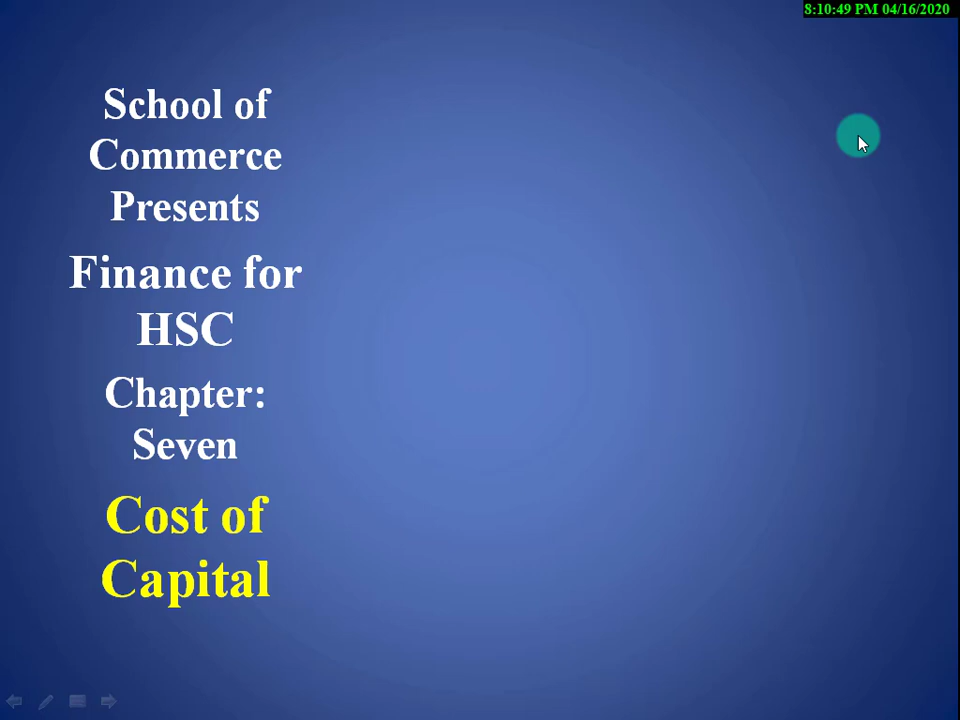 8:10:49 PM 04/16/2020
School of
Commerce
Presents
Finance for
HSC
Chapter:
Seven
Cost of
Capital